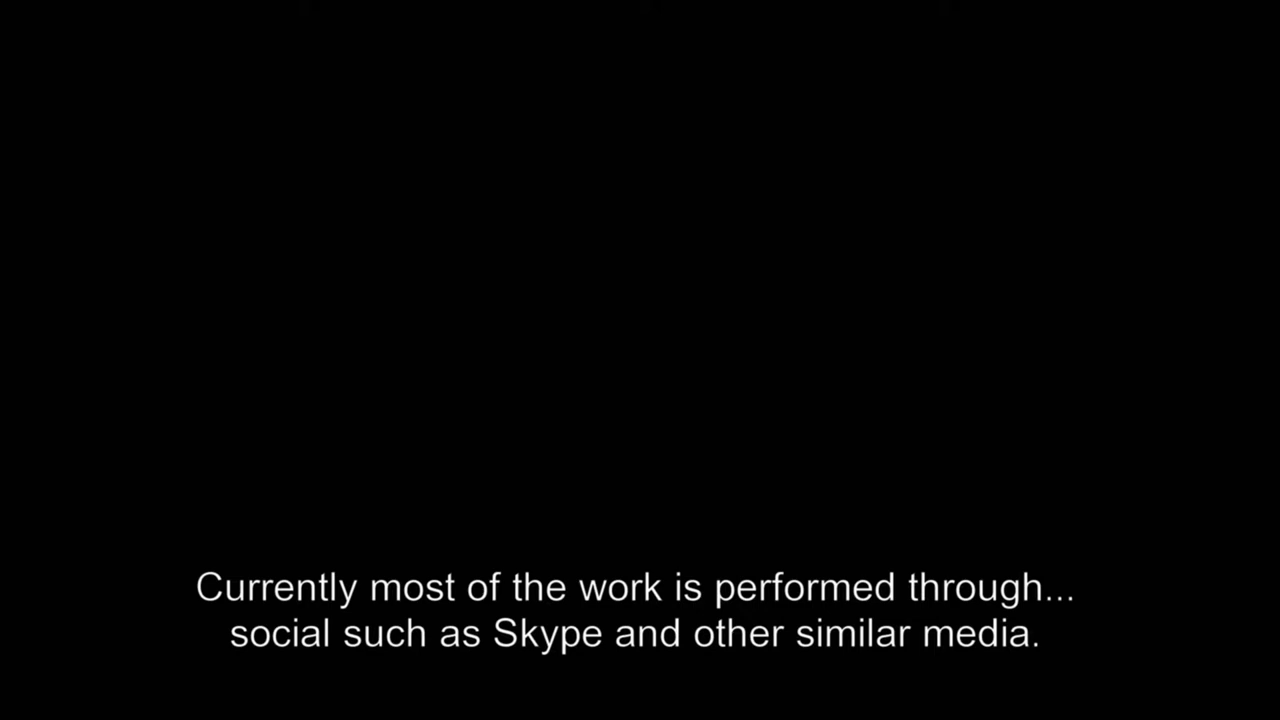 Currently most of the work is performed through...
social such as Skype and other similar media.